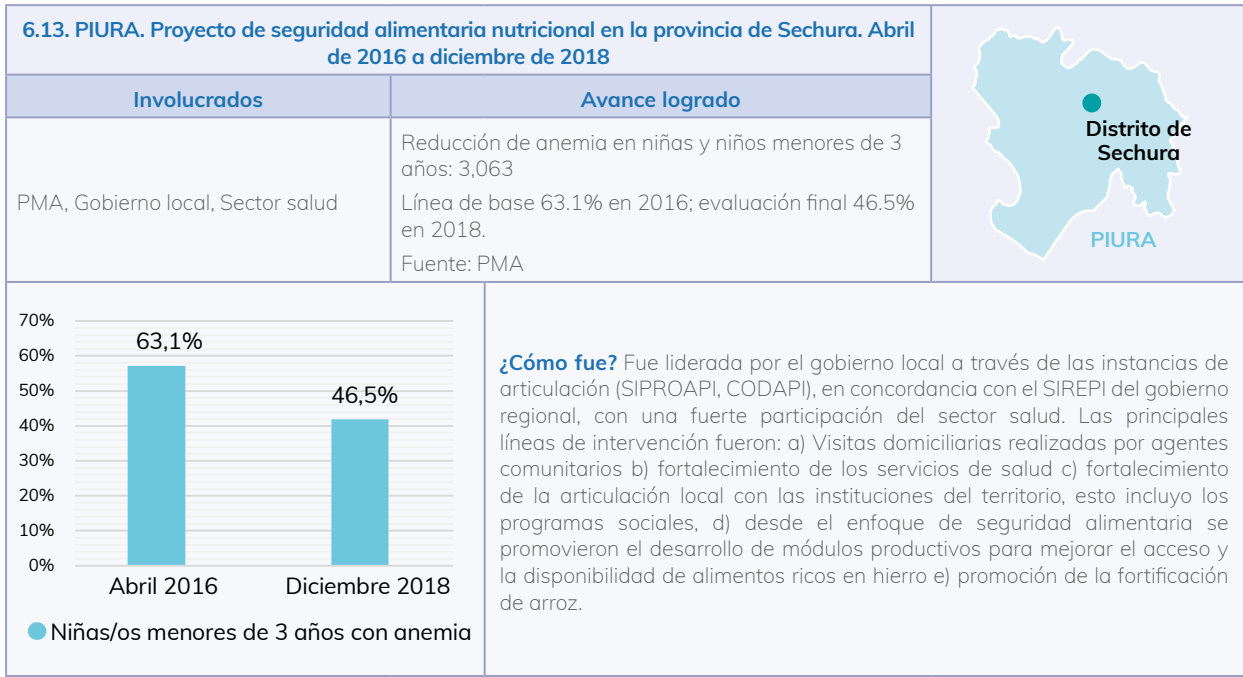 6.13. PIURA. Proyecto de seguridad alimentaria nutricional en la provincia de Sechura. Abril
de 2016 a diciembre de 2018
Involucrados
Avance logrado
PMA, Gobierno local, Sector salud
Reducción de anemia en niñas y niños menores de 3
años: 3,063
Línea de base 63.1% en 2016; evaluación final 46.5%
en 2018.
Fuente: PMA
Distrito de
Sechura
PIURA
70%
60%
50%
40%
30%
20%
10%
0%
63,1%
46,5%
Abril 2016
Diciembre 2018
Niñas/os menores de 3 años con anemia
¿Cómo fue? Fue liderada por el gobierno local a través de las instancias de
articulación (SIPROAPI, CODAPI), en concordancia con el SIREPI del gobierno
regional, con una fuerte participación del sector salud. Las principales
líneas de intervención fueron: a) Visitas domiciliarias realizadas por agentes
comunitarios b) fortalecimiento de los servicios de salud c) fortalecimiento
de la articulación local con las instituciones del territorio, esto incluyo los
programas sociales, d) desde el enfoque de seguridad alimentaria se
promovieron el desarrollo de módulos productivos para mejorar el acceso y
la disponibilidad de alimentos ricos en hierro e) promoción de la fortificación
de arroz.